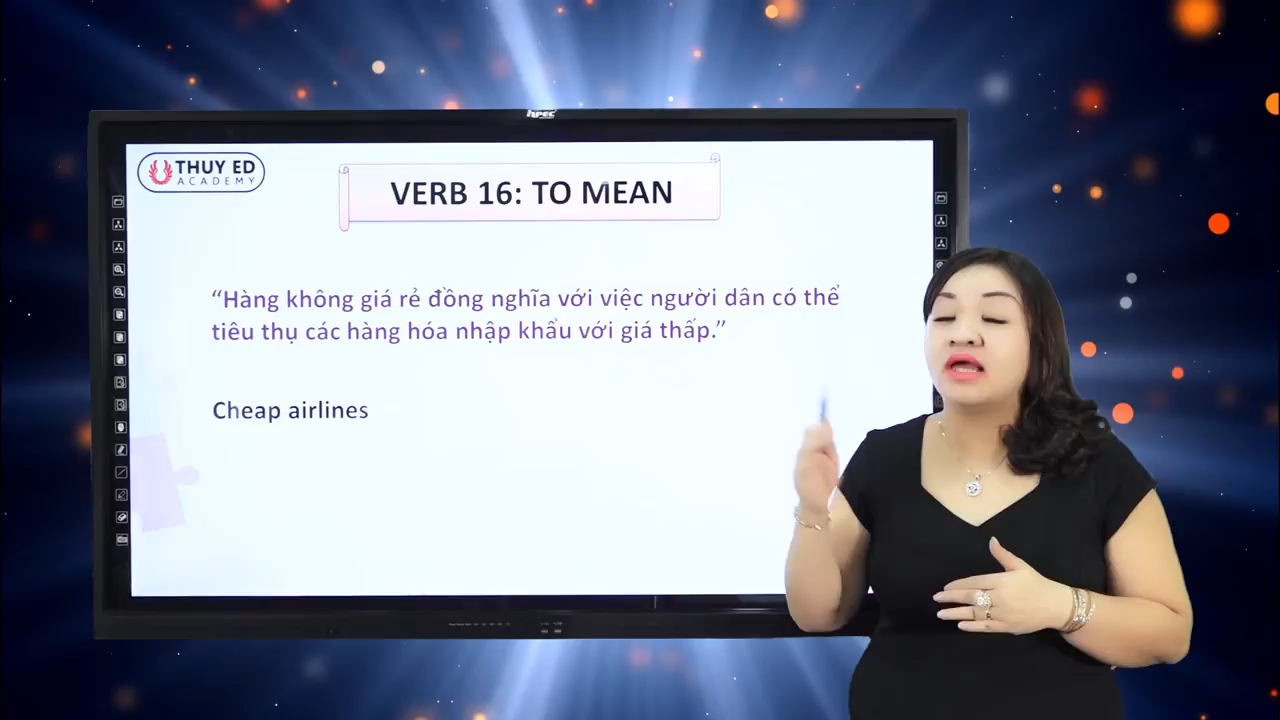 HPEC
THUY ED
ACADEMY
VERB 16: TO MEAN
“Hàng không giá rẻ đồng nghĩa với việc người dân có thể
tiêu thụ các hàng hóa nhập khẩu với giá thấp.”
Cheap airlines